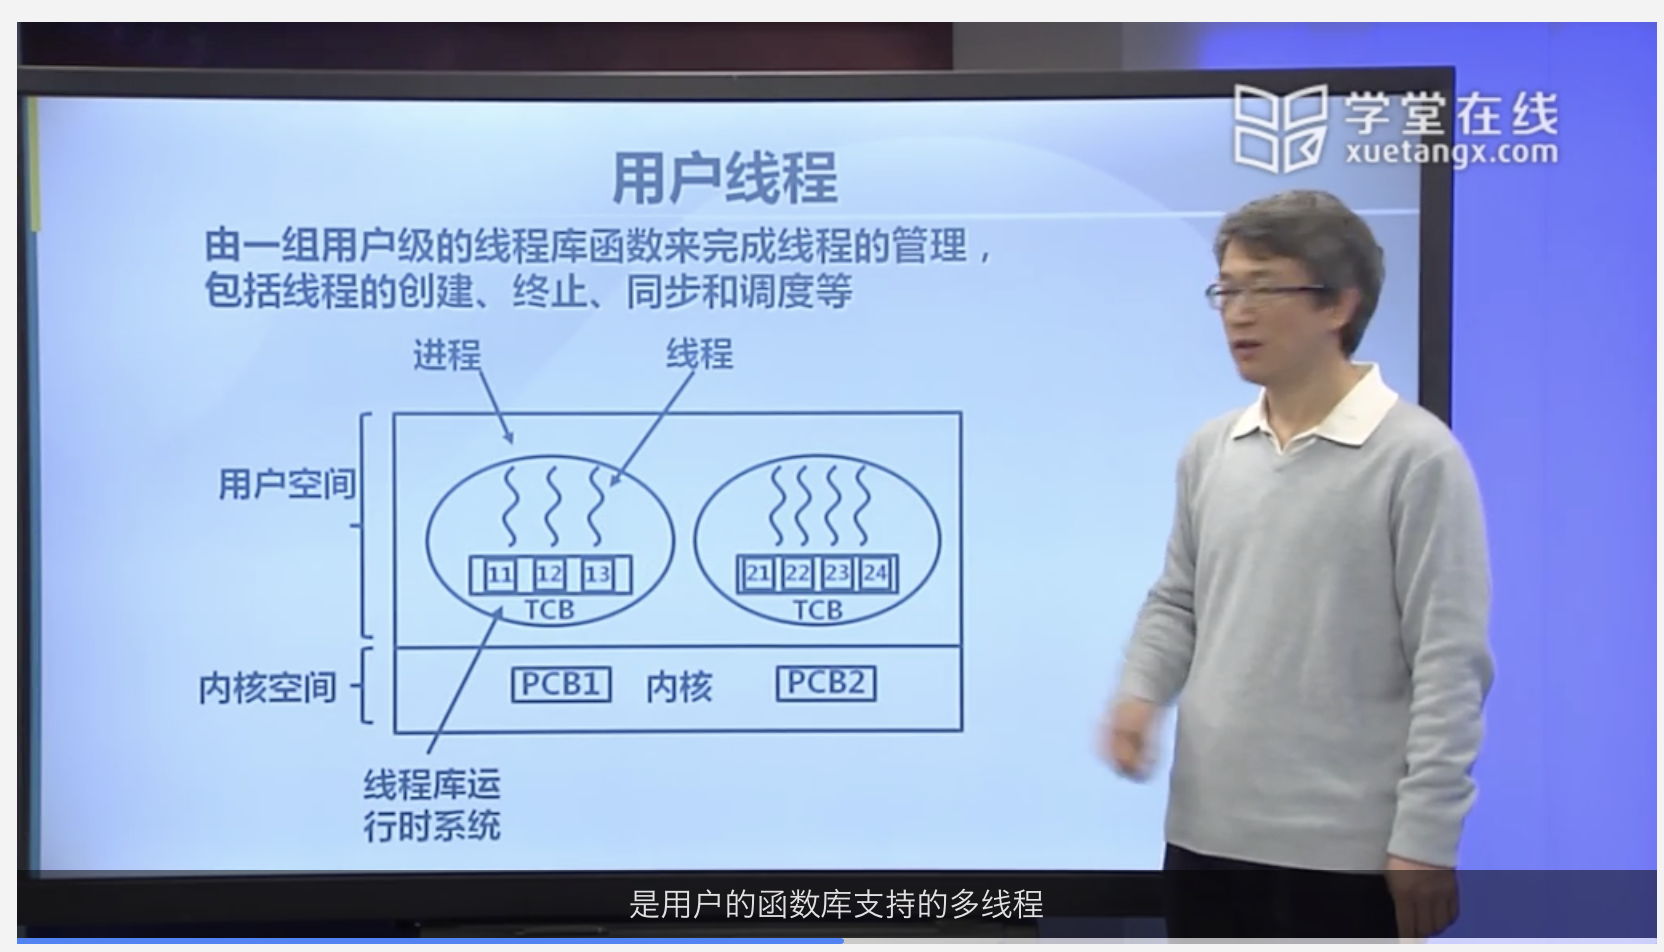 学堂在线
xuetangx.com
用户线程
由一组用户级的线程库函数来完成线程的管理，
包括线程的创建、终止、同步和调度等
进程
线程
用户空间
11 12 13
TCB
21 22 23 24
TCB
内核空间
PCB1 内核 PCB2
线程库运
行时系统
是用户的函数库支持的多线程